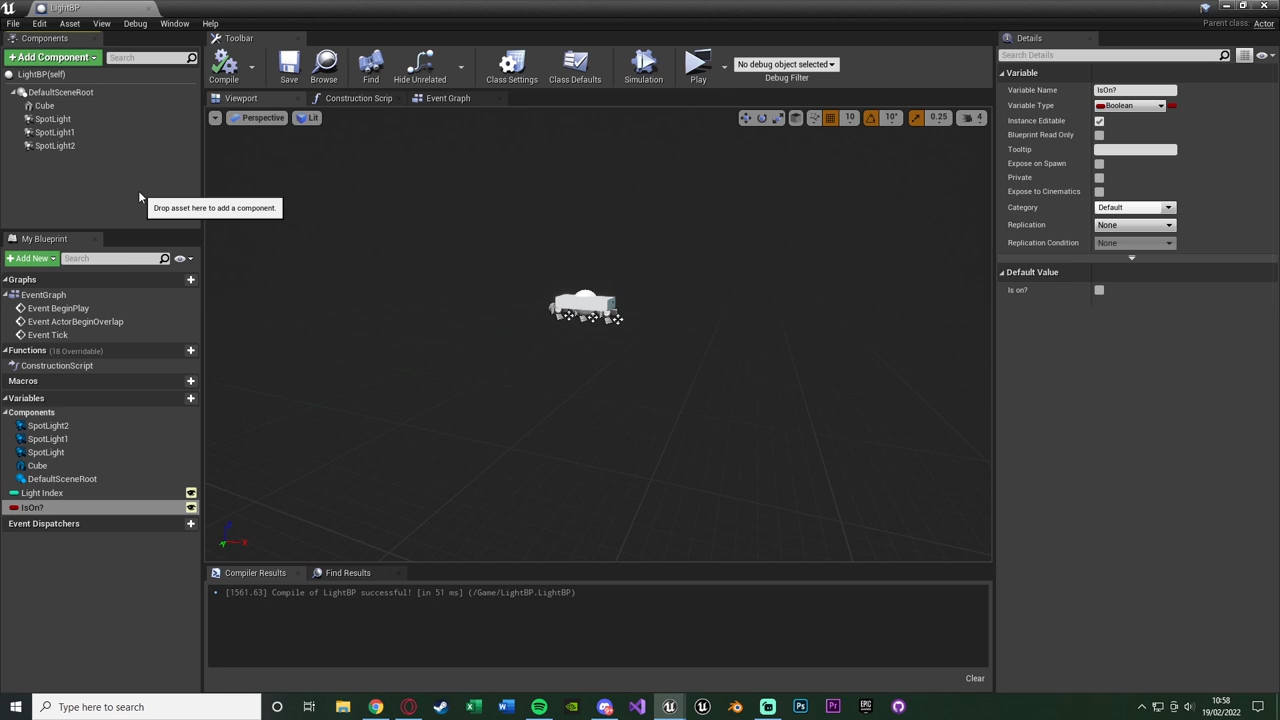 LightBP
File Edit Asset View Window Debug Help
Parent class: Actor
Components
+Add Component
Search
LightBP(self)
DefaultSceneRoot
Cube
SpotLight
SpotLight1
SpotLight2
Drop asset here to add a component.
My Blueprint
+Add New
Search
Graphs
EventGraph
Event BeginPlay
Event ActorBeginOverlap
Event Tick
Functions (18 Overridable)
ConstructionScript
Macros
Variables
Components
SpotLight2
SpotLight1
SpotLight
Cube
DefaultSceneRoot
Light Index
IsOn?
Event Dispatchers
Toolbar
Compile
Save
Browse
Find
Hide Unrelated
Class Settings
Class Defaults
Simulation
Play
No debug object selected
Debug Filter
Viewport
Construction Scrip
Event Graph
Perspective
Lit
10
10°
0.25
4
Compiler Results
Find Results
[1561.63] Compile of LightBP successful! [in 51 ms] (/Game/LightBP.LightBP)
Clear
Details
Search Details
Variable
Variable Name IsOn?
Variable Type Boolean
Instance Editable
Blueprint Read Only
Tooltip
Expose on Spawn
Private
Expose to Cinematics
Category Default
Replication None
Replication Condition None
Default Value
Is on?
Type here to search
10:58
19/02/2022